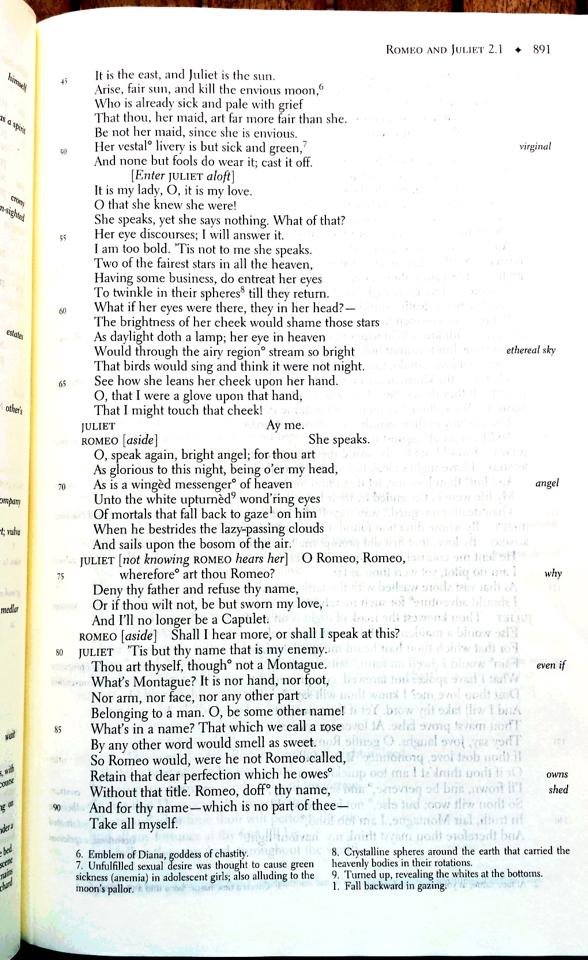 ROMEO AND JULIET 2.1 ◆ 891
45 It is the east, and Juliet is the sun.
Arise, fair sun, and kill the envious moon,⁶
Who is already sick and pale with grief
That thou, her maid, art far more fair than she.
Be not her maid, since she is envious.
50 Her vestal° livery is but sick and green,⁷ virginal
And none but fools do wear it; cast it off.
[Enter JULIET aloft]
It is my lady, O, it is my love.
O that she knew she were!
She speaks, yet she says nothing. What of that?
55 Her eye discourses; I will answer it.
I am too bold. 'Tis not to me she speaks.
Two of the fairest stars in all the heaven,
Having some business, do entreat her eyes
To twinkle in their spheres⁸ till they return.
60 What if her eyes were there, they in her head?—
The brightness of her cheek would shame those stars
As daylight doth a lamp; her eye in heaven
Would through the airy region° stream so bright ethereal sky
That birds would sing and think it were not night.
65 See how she leans her cheek upon her hand.
O, that I were a glove upon that hand,
That I might touch that cheek!
JULIET Ay me.
ROMEO [aside] She speaks.
O, speak again, bright angel; for thou art
As glorious to this night, being o'er my head,
70 As is a wingèd messenger° of heaven angel
Unto the white upturnèd⁹ wond'ring eyes
Of mortals that fall back to gaze¹ on him
When he bestrides the lazy-passing clouds
And sails upon the bosom of the air.
JULIET [not knowing ROMEO hears her] O Romeo, Romeo,
75 wherefore° art thou Romeo? why
Deny thy father and refuse thy name,
Or if thou wilt not, be but sworn my love,
And I'll no longer be a Capulet.
ROMEO [aside] Shall I hear more, or shall I speak at this?
80 JULIET 'Tis but thy name that is my enemy.
Thou art thyself, though° not a Montague. even if
What's Montague? It is nor hand, nor foot,
Nor arm, nor face, nor any other part
Belonging to a man. O, be some other name!
85 What's in a name? That which we call a rose
By any other word would smell as sweet.
So Romeo would, were he not Romeo called,
Retain that dear perfection which he owes° owns
Without that title. Romeo, doff° thy name, shed
90 And for thy name—which is no part of thee—
Take all myself.
6. Emblem of Diana, goddess of chastity.
7. Unfulfilled sexual desire was thought to cause green
sickness (anemia) in adolescent girls; also alluding to the
moon's pallor.
8. Crystalline spheres around the earth that carried the
heavenly bodies in their rotations.
9. Turned up, revealing the whites at the bottoms.
1. Fall backward in gazing.